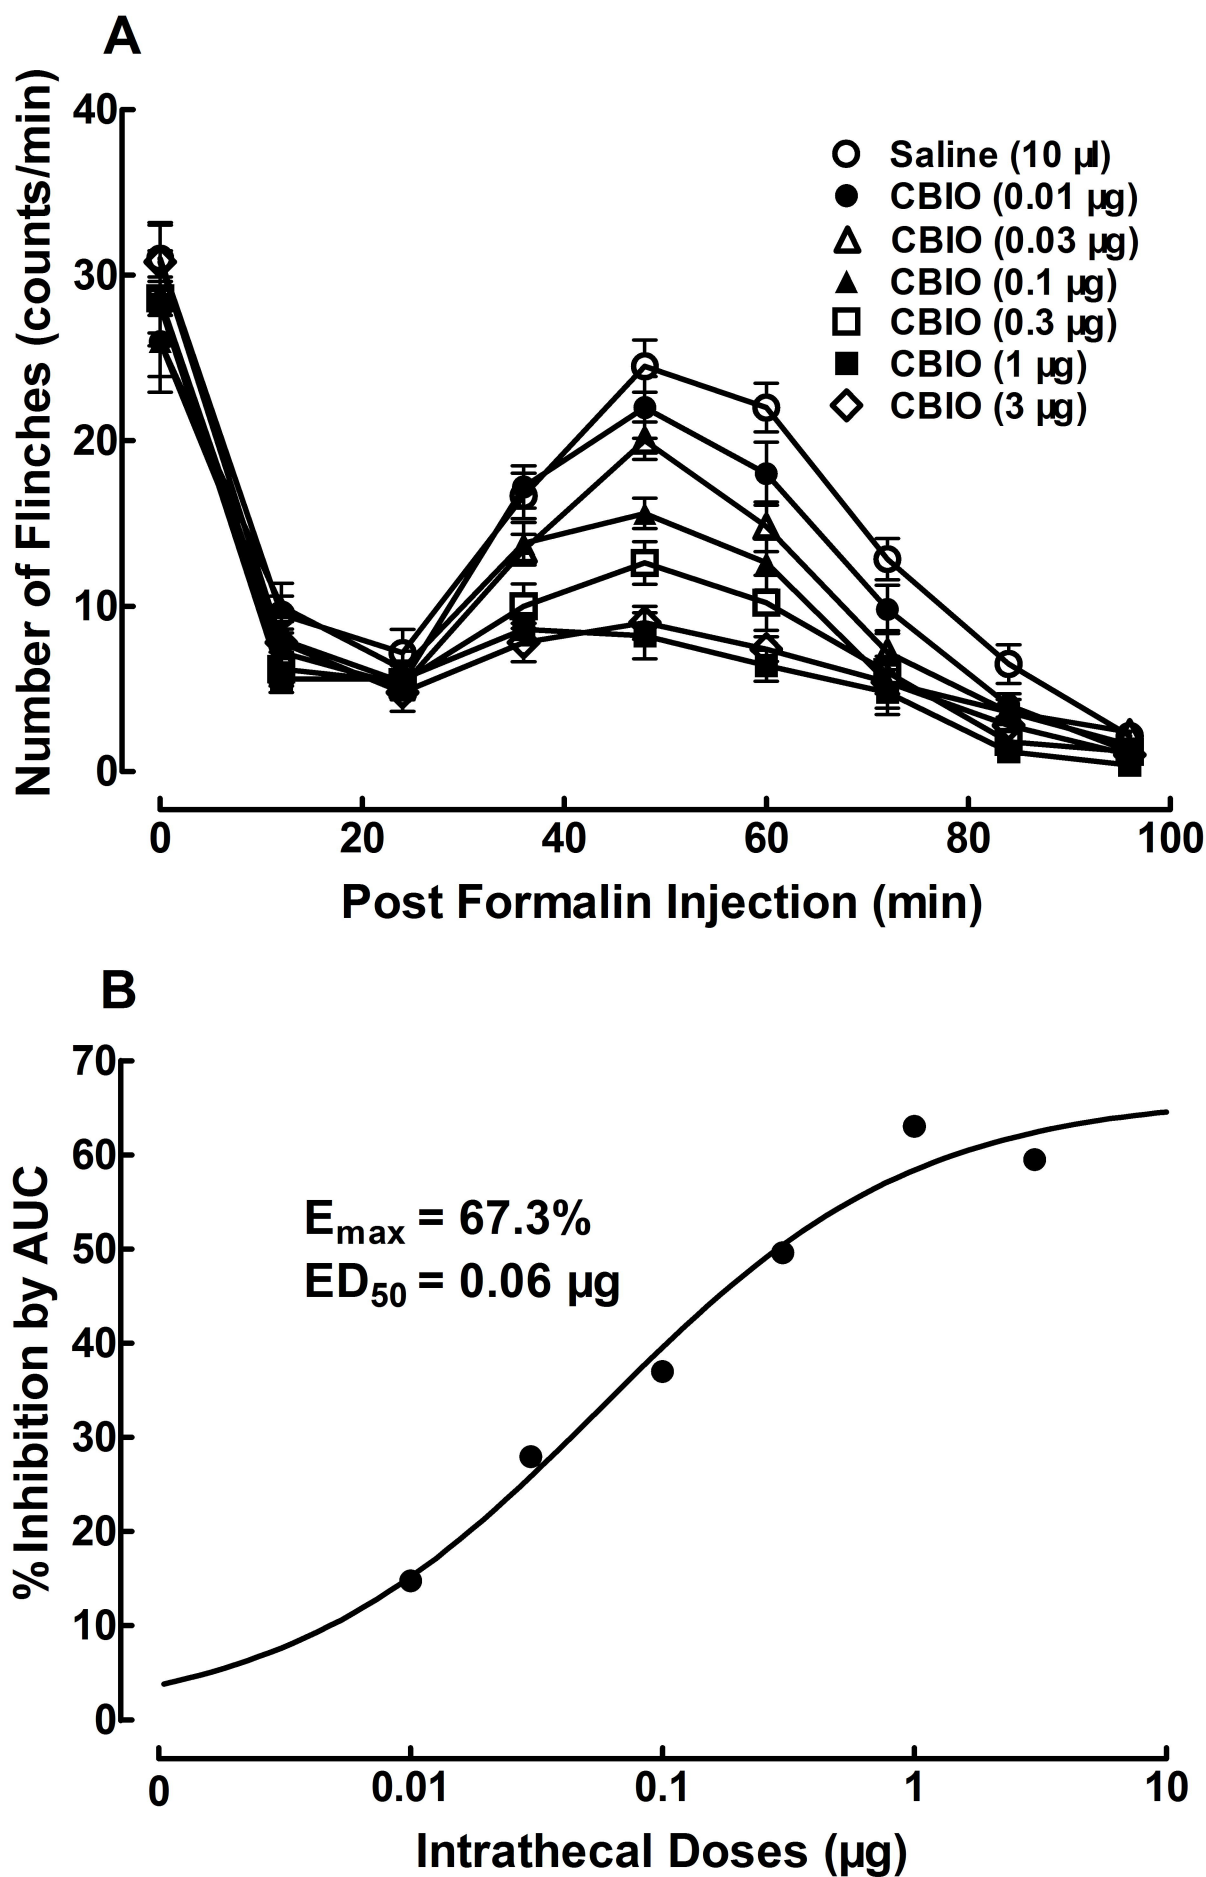 A
Number of Flinches (counts/min)
40
30
20
10
0
Saline (10 µl)
CBIO (0.01 µg)
CBIO (0.03 µg)
CBIO (0.1 µg)
CBIO (0.3 µg)
CBIO (1 µg)
CBIO (3 µg)
0 20 40 60 80 100
Post Formalin Injection (min)
B
% Inhibition by AUC
70
60
50
40
30
20
10
0
Emax = 67.3%
ED50 = 0.06 µg
0 0.01 0.1 1 10
Intrathecal Doses (µg)